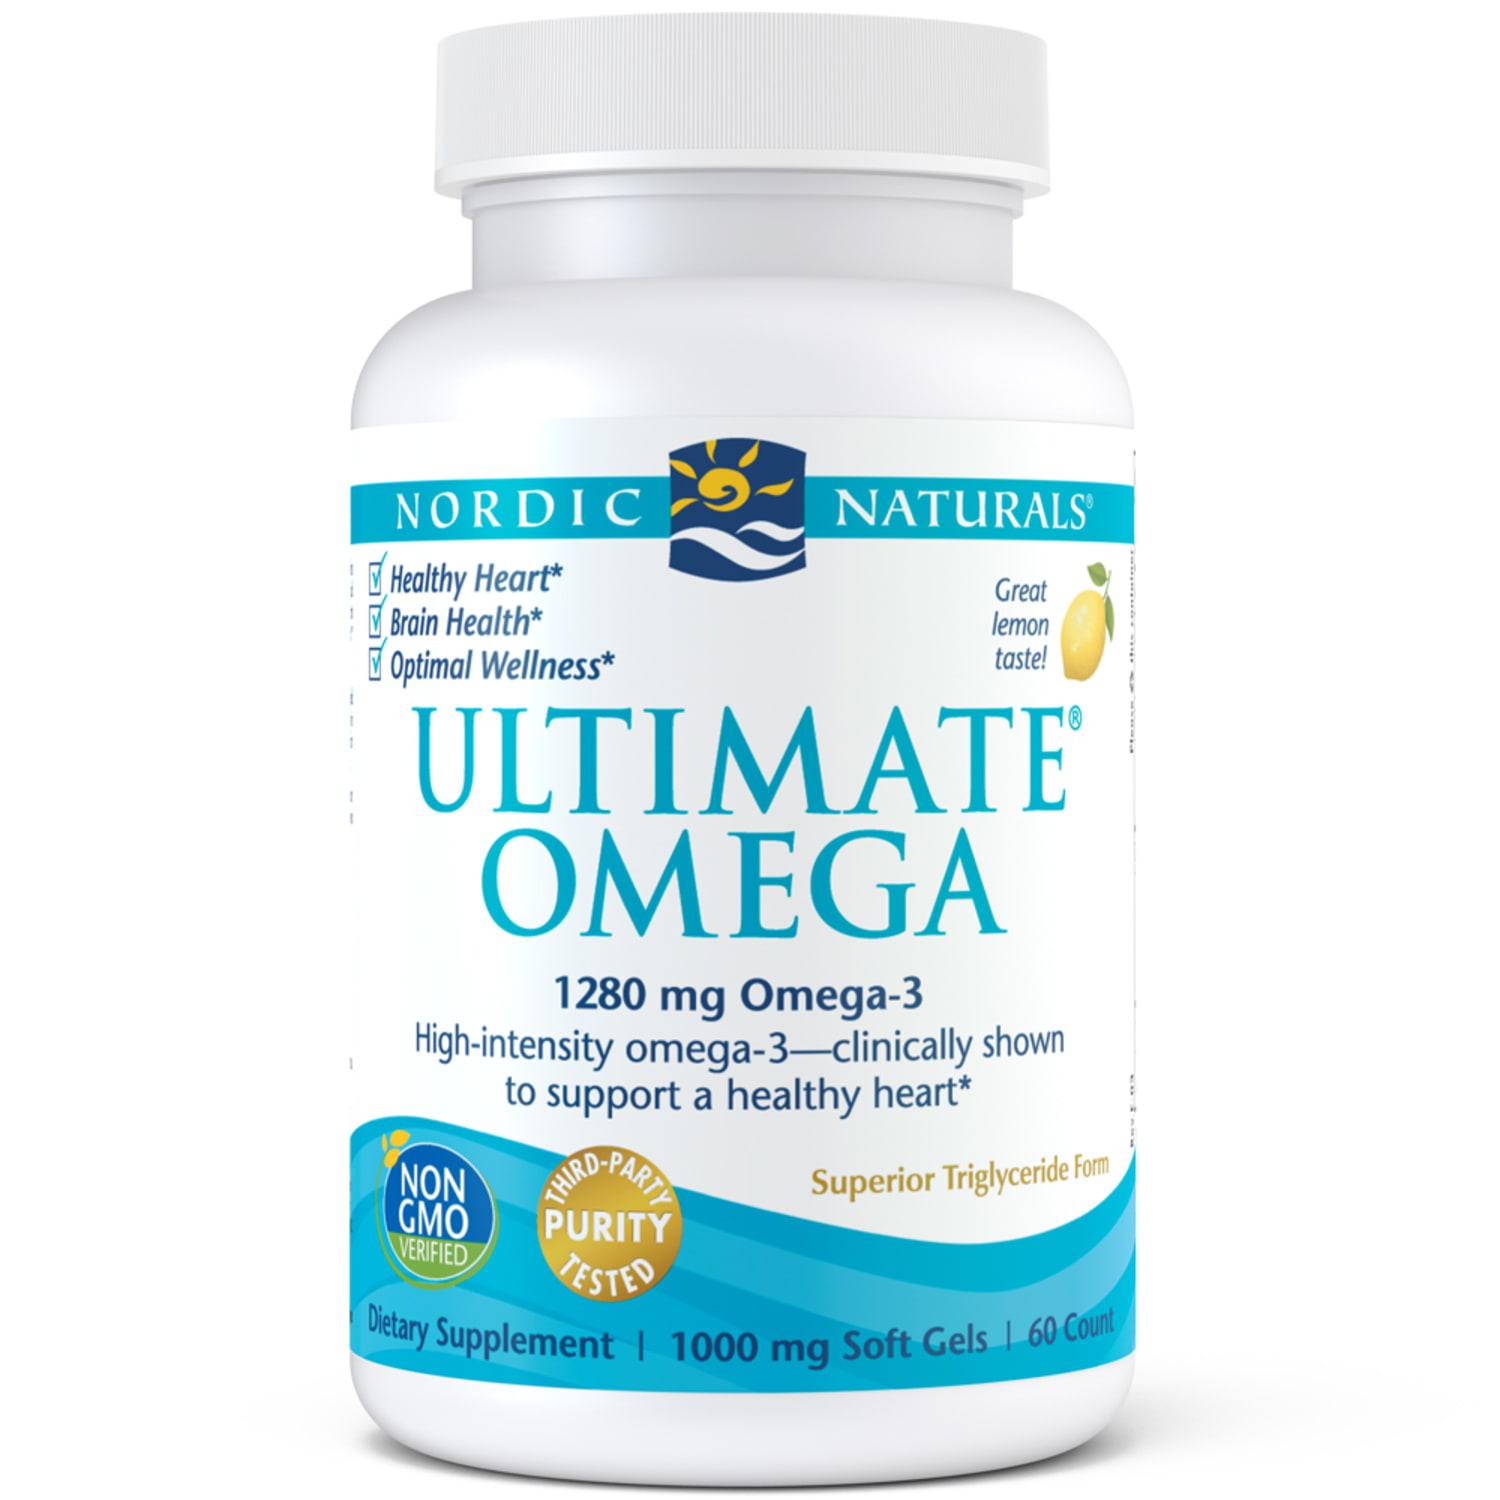 NORDIC NATURALS®
Healthy Heart*
Brain Health*
Optimal Wellness*
Great
lemon
taste!
ULTIMATE®
OMEGA
1280 mg Omega-3
High-intensity omega-3—clinically shown
to support a healthy heart*
Superior Triglyceride Form
NON
GMO
VERIFIED
THIRD-PARTY
PURITY
TESTED
Dietary Supplement | 1000 mg Soft Gels | 60 Count